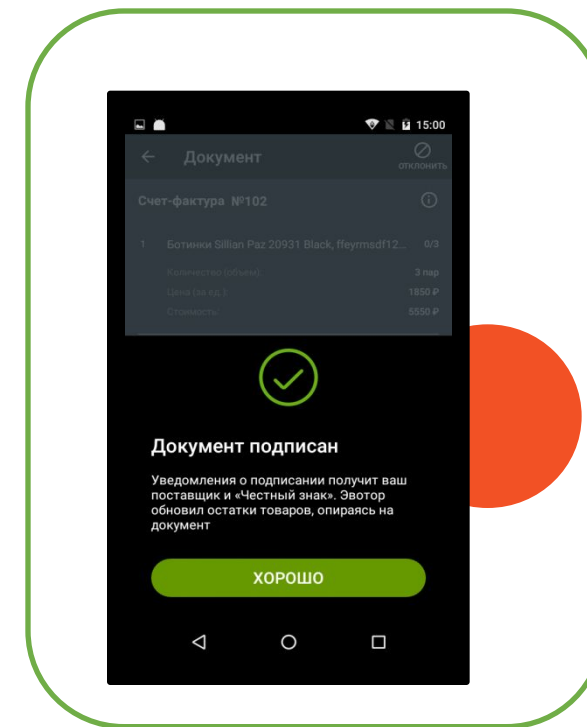 15:00
Документ
отклонить
Счет-фактура №102
1 Ботинки Sillian Paz 20931 Black, ffeyrmsdf12... 0/3
Количество (объем) 3 пар
Цена (за ед.) 1850 ₽
Стоимость 5550 ₽
Документ подписан
Уведомления о подписании получит ваш
поставщик и «Честный знак». Эвотор
обновил остатки товаров, опираясь на
документ
ХОРОШО